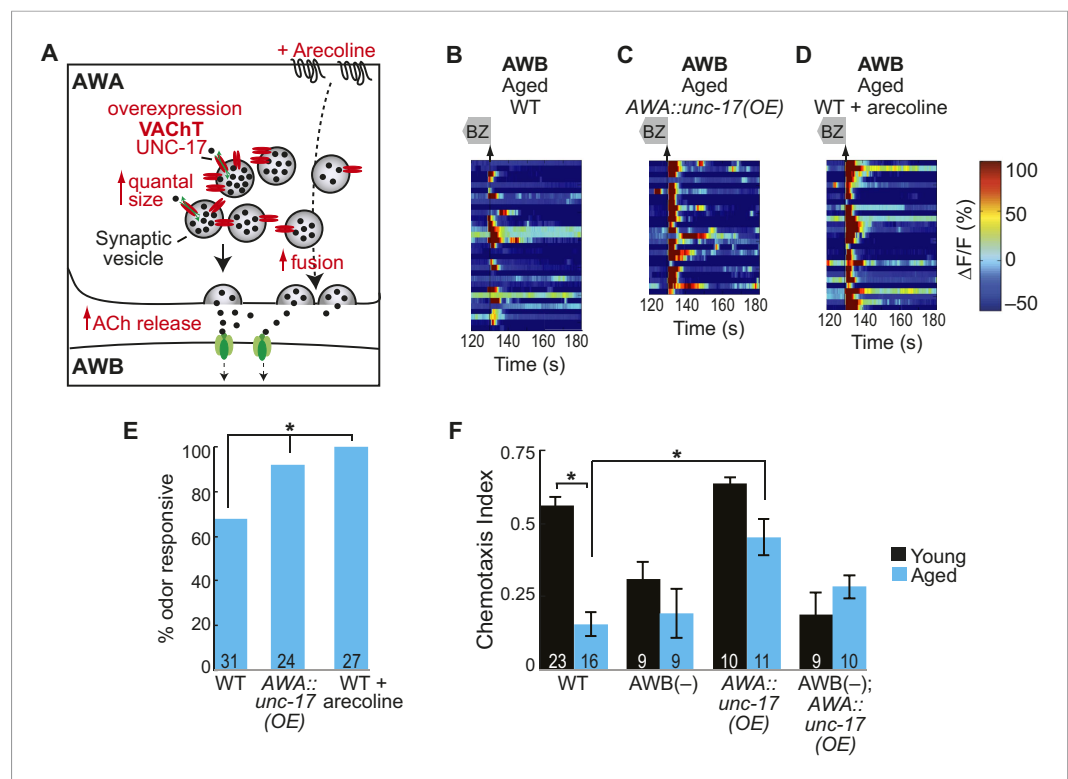 A
+ Arecoline
AWA
overexpression
VAChT
UNC-17
quantal
size
Synaptic
vesicle
fusion
ACh release
AWB
B
AWB
Aged
WT
BZ
120 140 160 180
Time (s)
C
AWB
Aged
AWA::unc-17(OE)
BZ
120 140 160 180
Time (s)
D
AWB
Aged
WT + arecoline
BZ
120 140 160 180
Time (s)
100
50
0
–50
ΔF/F (%)
E
*
% odor responsive
100
80
60
40
20
0
31 24 27
WT
AWA::
unc-17
(OE)
WT +
arecoline
F
Chemotaxis Index
0.75
0.5
0.25
0
* *
23 16 9 9 10 11 9 10
WT
AWB(–)
AWA::
unc-17
(OE)
AWB(–);
AWA::
unc-17
(OE)
Young
Aged